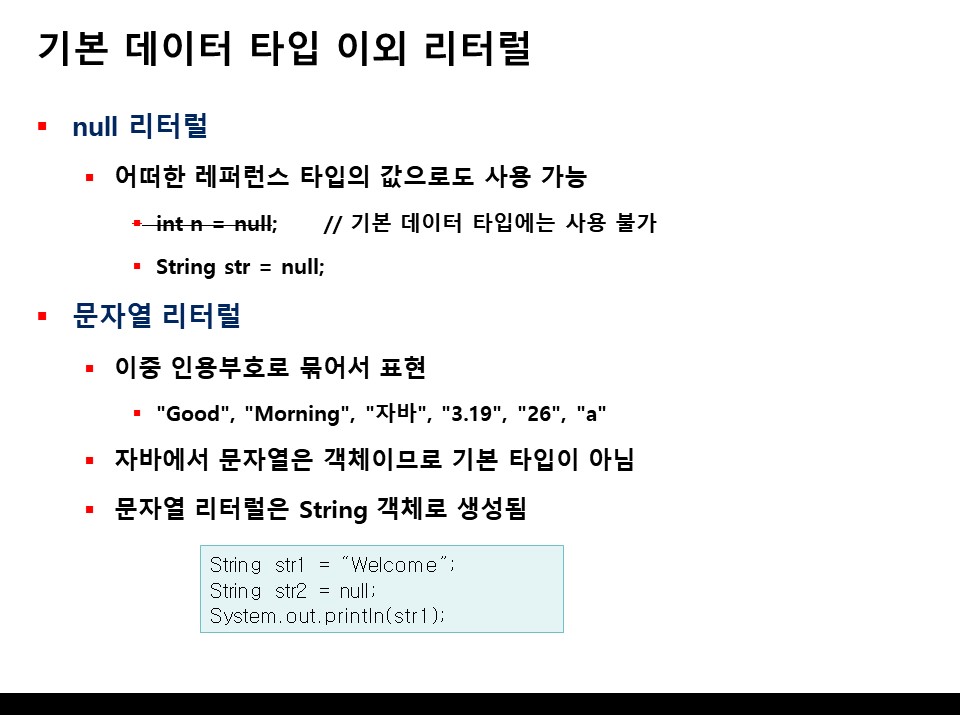 기본 데이터 타입 이외 리터럴
▪ null 리터럴
▪ 어떠한 레퍼런스 타입의 값으로도 사용 가능
▪ int n = null; // 기본 데이터 타입에는 사용 불가
▪ String str = null;
▪ 문자열 리터럴
▪ 이중 인용부호로 묶어서 표현
▪ "Good", "Morning", "자바", "3.19", "26", "a"
▪ 자바에서 문자열은 객체이므로 기본 타입이 아님
▪ 문자열 리터럴은 String 객체로 생성됨
String str1 = “Welcome”;
String str2 = null;
System.out.println(str1);